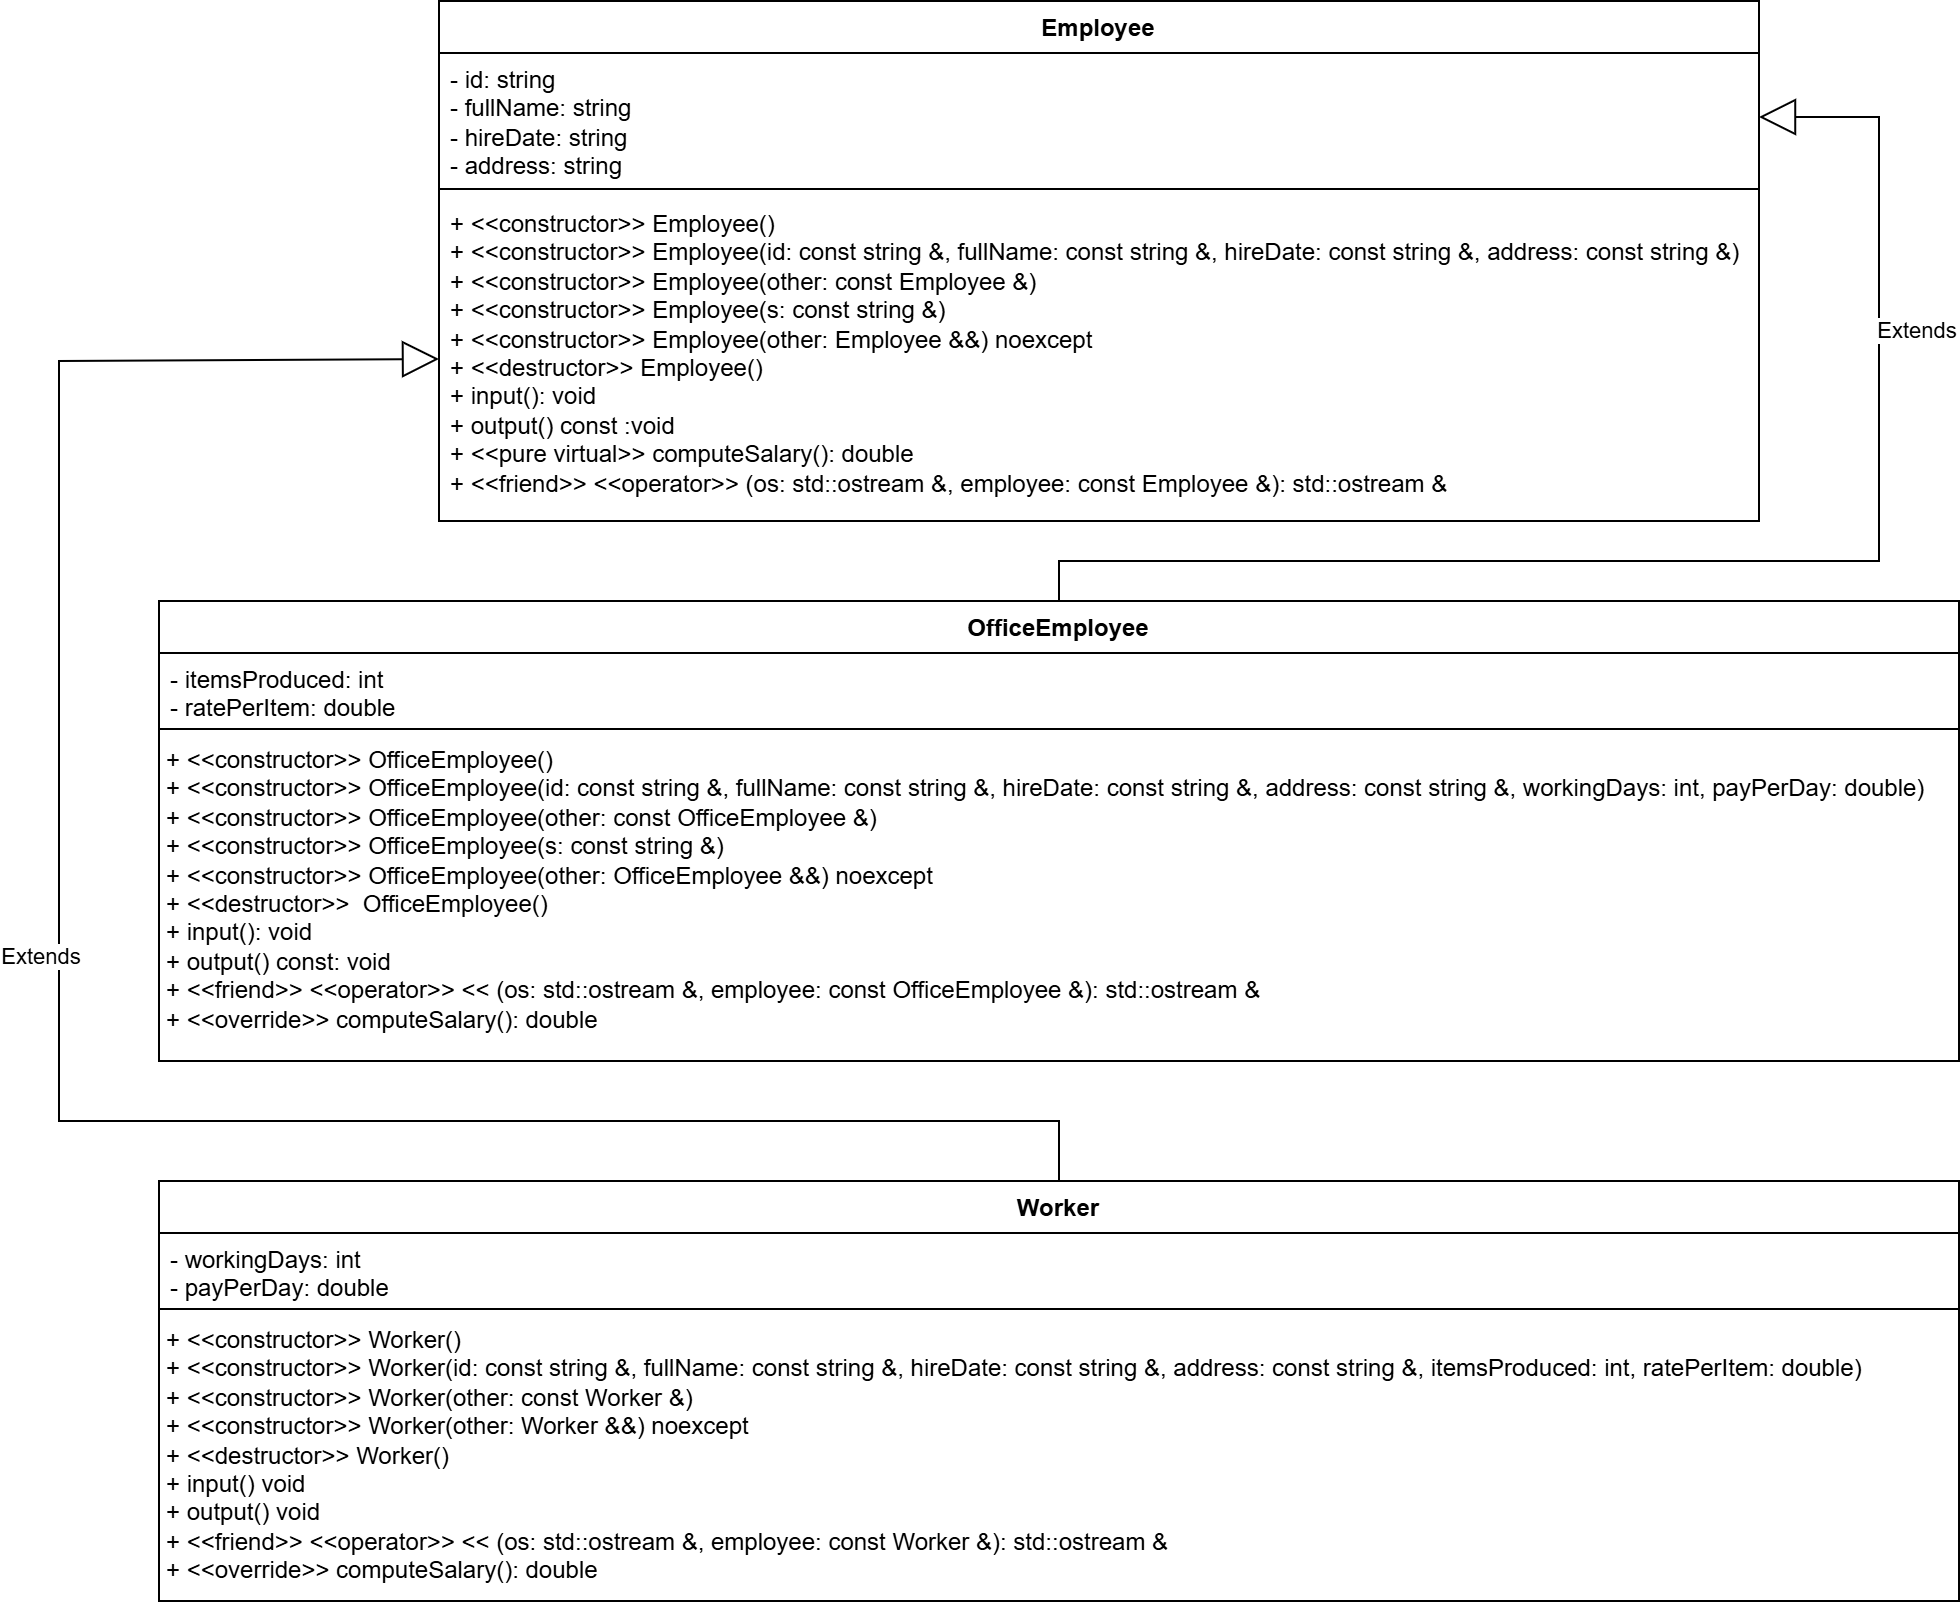 Employee
- id: string
- fullName: string
- hireDate: string
- address: string
+ <<constructor>> Employee()
+ <<constructor>> Employee(id: const string &, fullName: const string &, hireDate: const string &, address: const string &)
+ <<constructor>> Employee(other: const Employee &)
+ <<constructor>> Employee(s: const string &)
+ <<constructor>> Employee(other: Employee &&) noexcept
+ <<destructor>> Employee()
+ input(): void
+ output() const :void
+ <<pure virtual>> computeSalary(): double
+ <<friend>> <<operator>> (os: std::ostream &, employee: const Employee &): std::ostream &
Extends
OfficeEmployee
- itemsProduced: int
- ratePerItem: double
+ <<constructor>> OfficeEmployee()
+ <<constructor>> OfficeEmployee(id: const string &, fullName: const string &, hireDate: const string &, address: const string &, workingDays: int, payPerDay: double)
+ <<constructor>> OfficeEmployee(other: const OfficeEmployee &)
+ <<constructor>> OfficeEmployee(s: const string &)
+ <<constructor>> OfficeEmployee(other: OfficeEmployee &&) noexcept
+ <<destructor>>  OfficeEmployee()
+ input(): void
+ output() const: void
+ <<friend>> <<operator>> << (os: std::ostream &, employee: const OfficeEmployee &): std::ostream &
+ <<override>> computeSalary(): double
Extends
Worker
- workingDays: int
- payPerDay: double
+ <<constructor>> Worker()
+ <<constructor>> Worker(id: const string &, fullName: const string &, hireDate: const string &, address: const string &, itemsProduced: int, ratePerItem: double)
+ <<constructor>> Worker(other: const Worker &)
+ <<constructor>> Worker(other: Worker &&) noexcept
+ <<destructor>> Worker()
+ input() void
+ output() void
+ <<friend>> <<operator>> << (os: std::ostream &, employee: const Worker &): std::ostream &
+ <<override>> computeSalary(): double